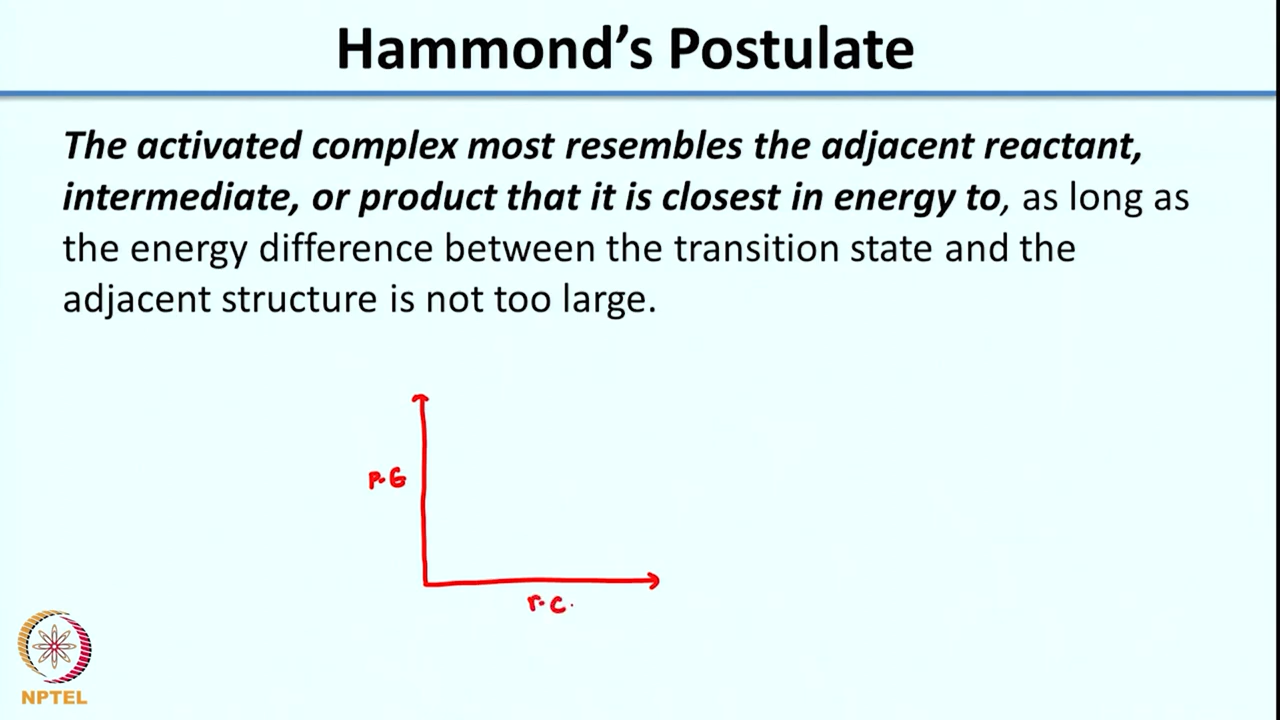 Hammond's Postulate
The activated complex most resembles the adjacent reactant,
intermediate, or product that it is closest in energy to, as long as
the energy difference between the transition state and the
adjacent structure is not too large.
P.E
r.c.
NPTEL